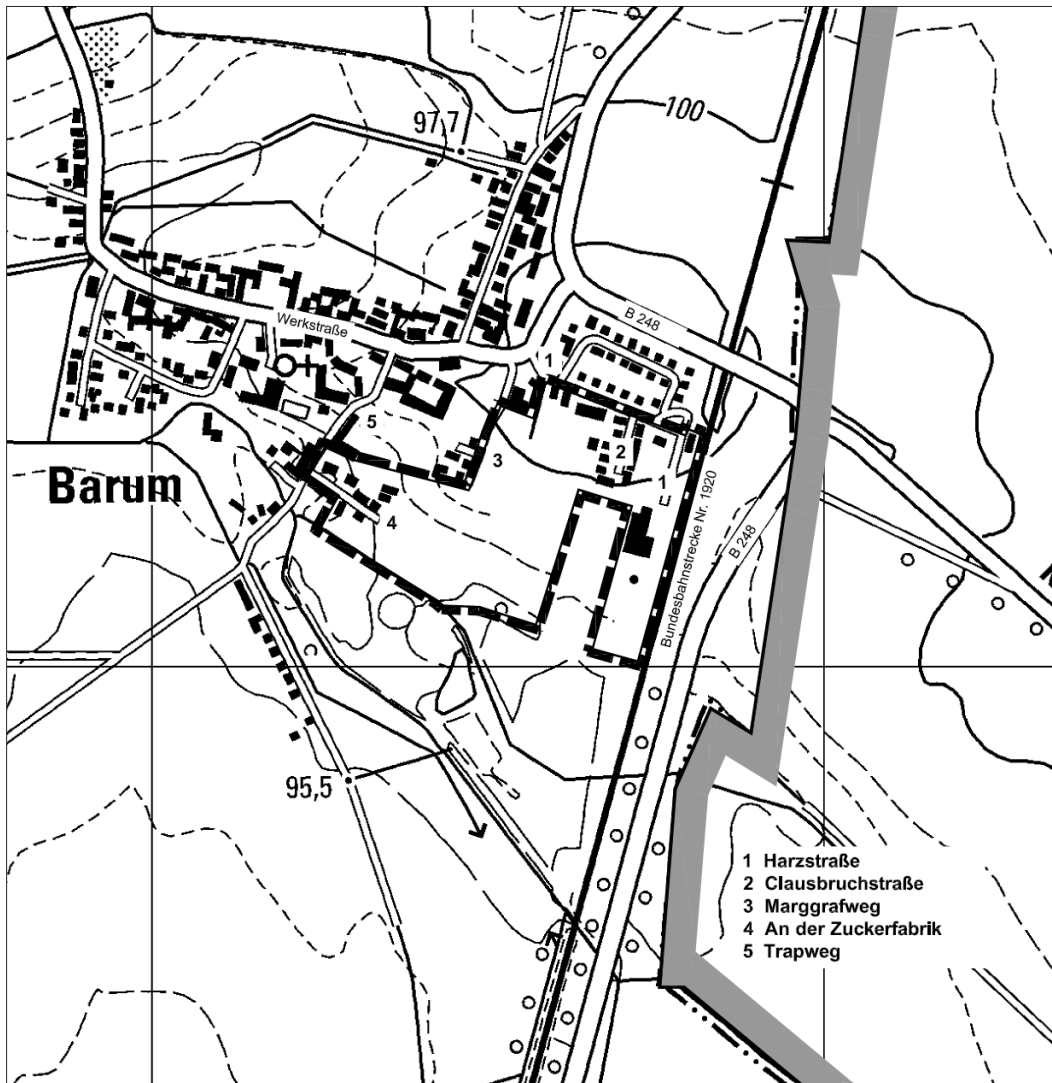 97,7
100
B 248
Werkstraße
1
5
2
3
Barum
1
4
Bundesbahnstrecke Nr. 1920
B 248
C
95,5
1 Harzstraße
2 Clausbruchstraße
3 Marggrafweg
4 An der Zuckerfabrik
5 Trapweg